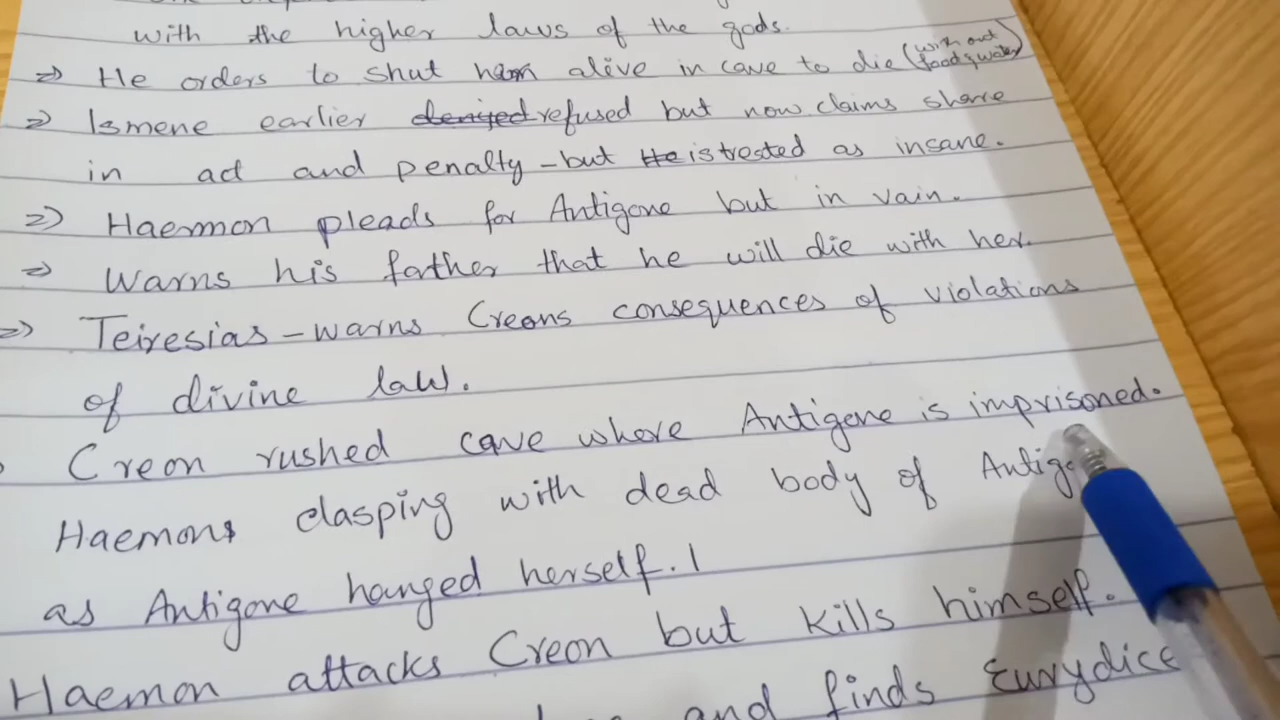 with the higher laws of the gods.
⇒ He orders to shut alive in cave to die (without food & water)
⇒ Ismene earlier denied refused but now claims share
in act and penalty - but He is treated as insane.
⇒ Haemon pleads for Antigone but in vain.
⇒ Warns his father that he will die with her.
⇒ Teiresias - warns Creons consequences of violations
of divine law.
Creon rushed cave where Antigene is imprisoned.
Haemons clasping with dead body of Antig
as Antigone hanged herself. I
Haemon attacks Creon but kills himself.
and finds Eurydice